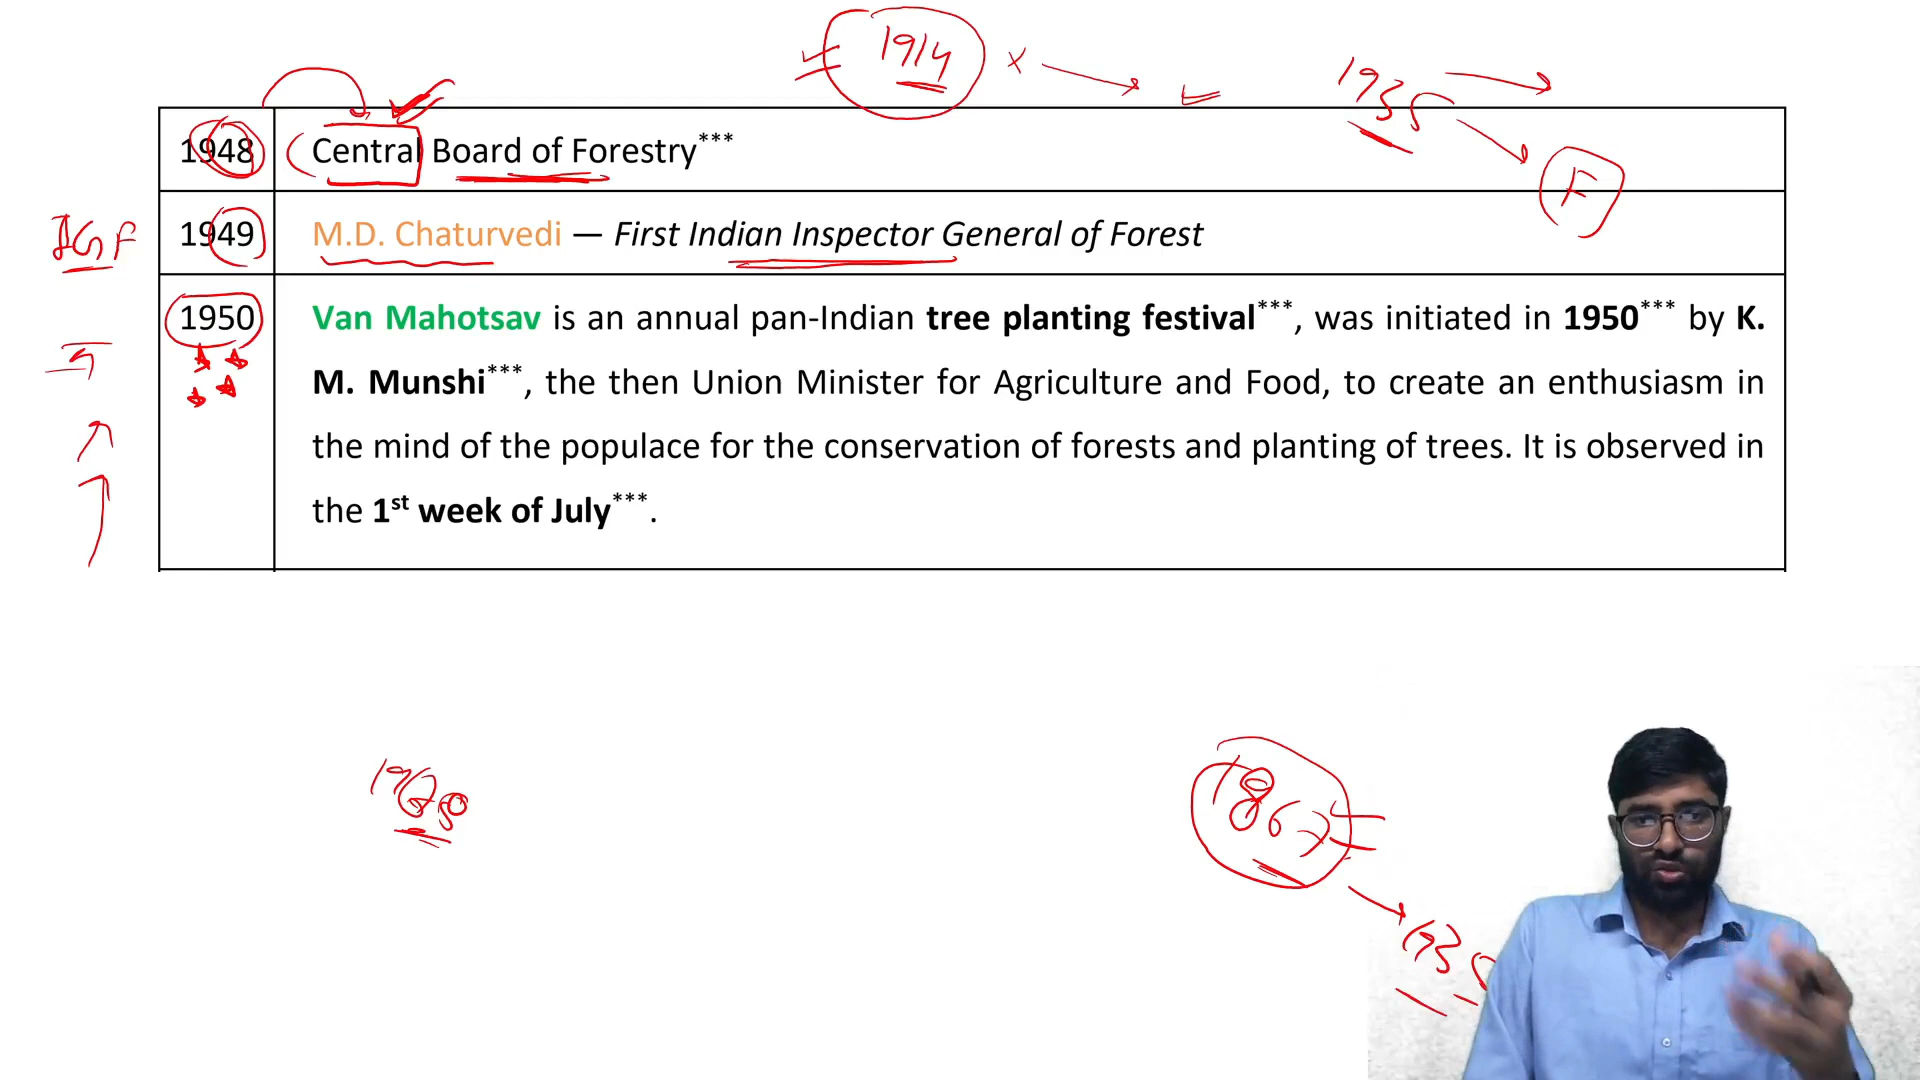 1914
1935
1948 Central Board of Forestry***
F
IGF
1949 M.D. Chaturvedi — First Indian Inspector General of Forest
1950 Van Mahotsav is an annual pan-Indian tree planting festival***, was initiated in 1950*** by K.
M. Munshi***, the then Union Minister for Agriculture and Food, to create an enthusiasm in
the mind of the populace for the conservation of forests and planting of trees. It is observed in
the 1st week of July***.
1867
1935